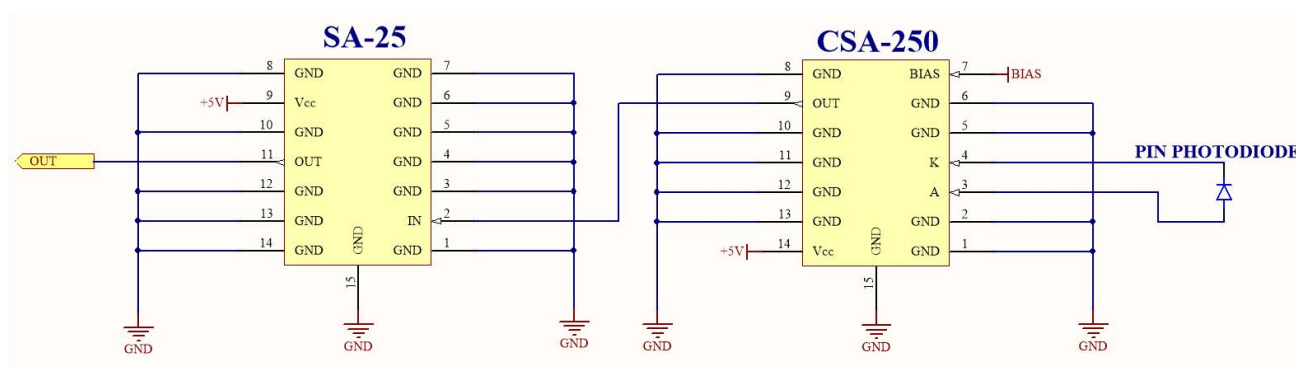 SA-25
CSA-250
8 GND GND 7
+5V 9 Vcc GND 6
10 GND GND 5
OUT 11 OUT GND 4
12 GND GND 3
13 GND IN 2
14 GND GND 1
GND
15
GND
GND
GND
8 GND BIAS 7 BIAS
9 OUT GND 6
10 GND GND 5
11 GND K 4
PIN PHOTODIODE
12 GND A 3
13 GND GND 2
+5V 14 Vcc GND 1
GND
15
GND
GND
GND